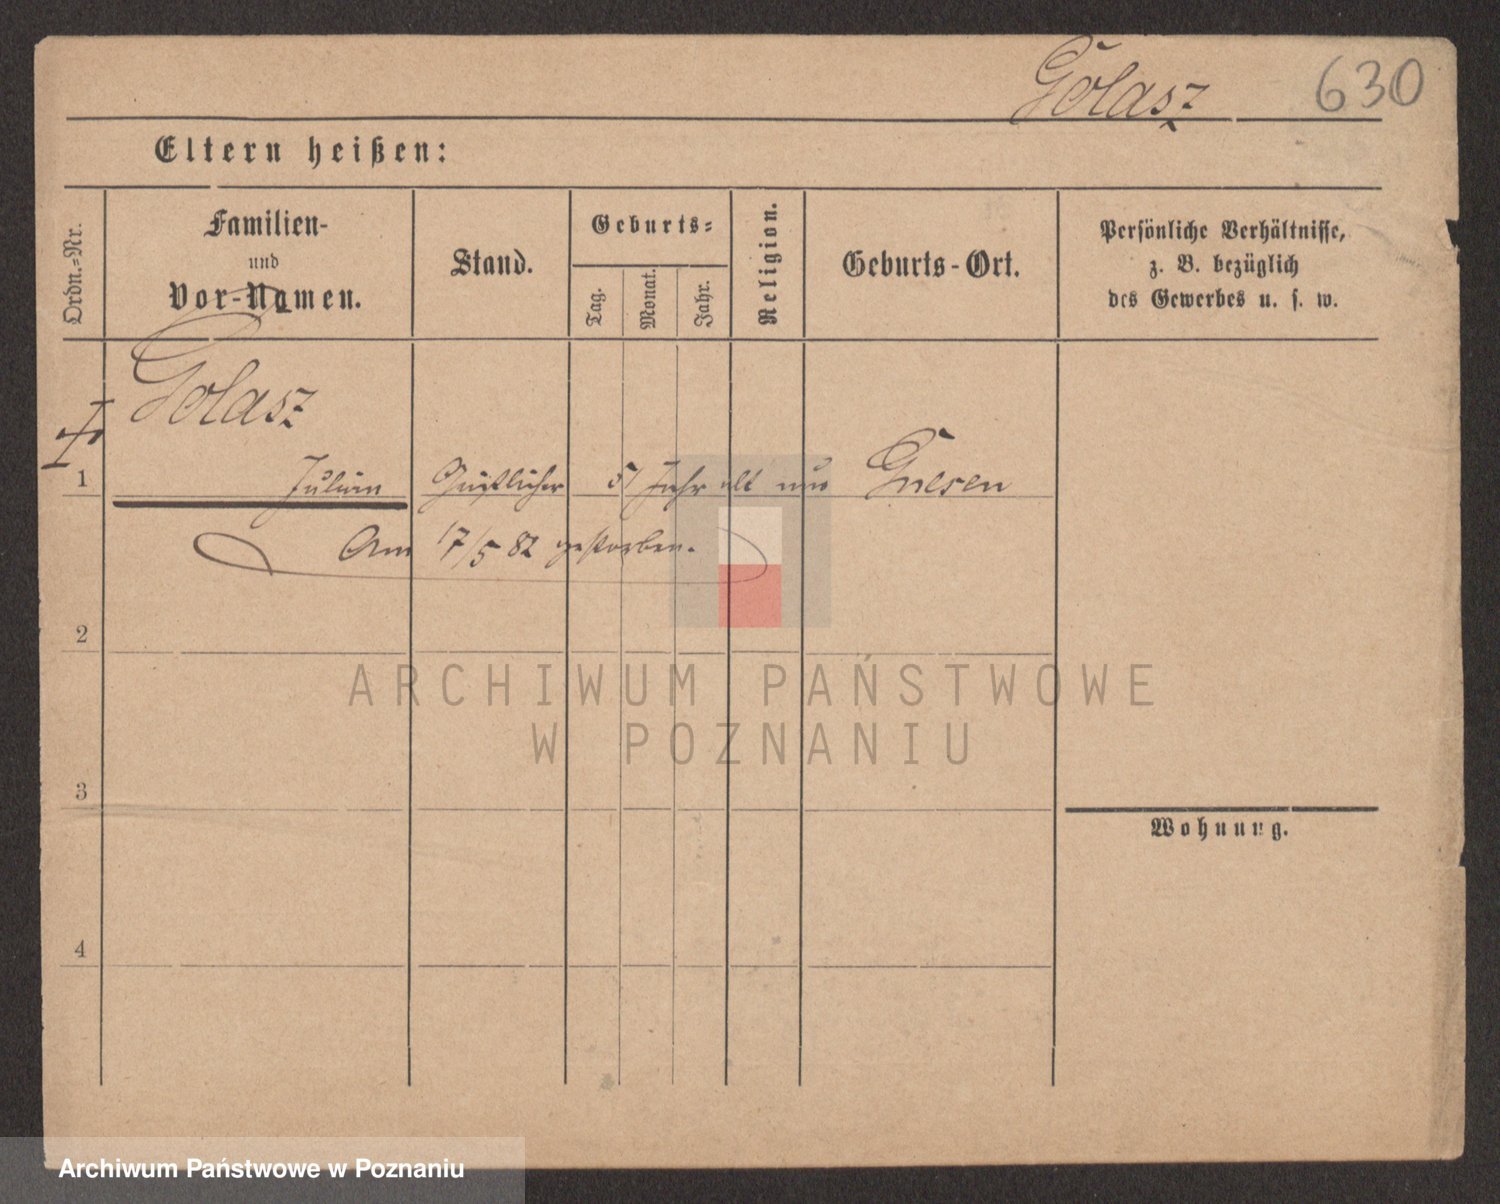 Golasz 630
Eltern heißen:
Ordn.-Nr.
Familien-
und
Vor-Namen.
Stand.
Geburts-
Tag.
Monat.
Jahr.
Religion.
Geburts-Ort.
Persönliche Verhältnisse,
z. B. bezüglich
des Gewerbes u. s. w.
Golasz
1 Julian Geistlicher 51 Jahr alt aus Gnesen
Am 17/5 82 gestorben.
2
3
Wohnung.
4
ARCHIWUM PAŃSTWOWE
W POZNANIU
Archiwum Państwowe w Poznaniu